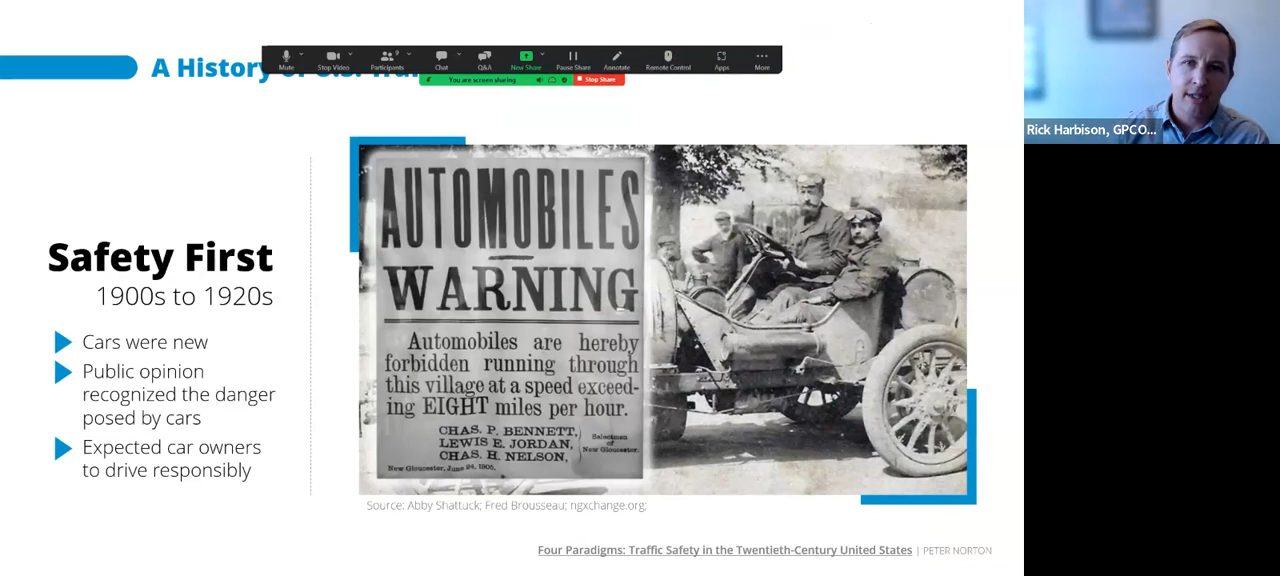 Mute
Stop Video
Participants
9
Chat
Q&A
New Share
Pause Share
Annotate
Remote Control
Apps
More
You are screen sharing
Stop Share
A History
Rick Harbison, GPCO...
Safety First
1900s to 1920s
Cars were new
Public opinion
recognized the danger
posed by cars
Expected car owners
to drive responsibly
AUTOMOBILES
WARNING
Automobiles are hereby
forbidden running through
this village at a speed exceed-
ing EIGHT miles per hour.
CHAS. P. BENNETT,
LEWIS E. JORDAN,
CHAS. H. NELSON,
Selectmen
of
New Gloucester.
New Gloucester, June 24, 1905.
Source: Abby Shattuck; Fred Brousseau; ngxchange.org;
Four Paradigms: Traffic Safety in the Twentieth-Century United States | PETER NORTON